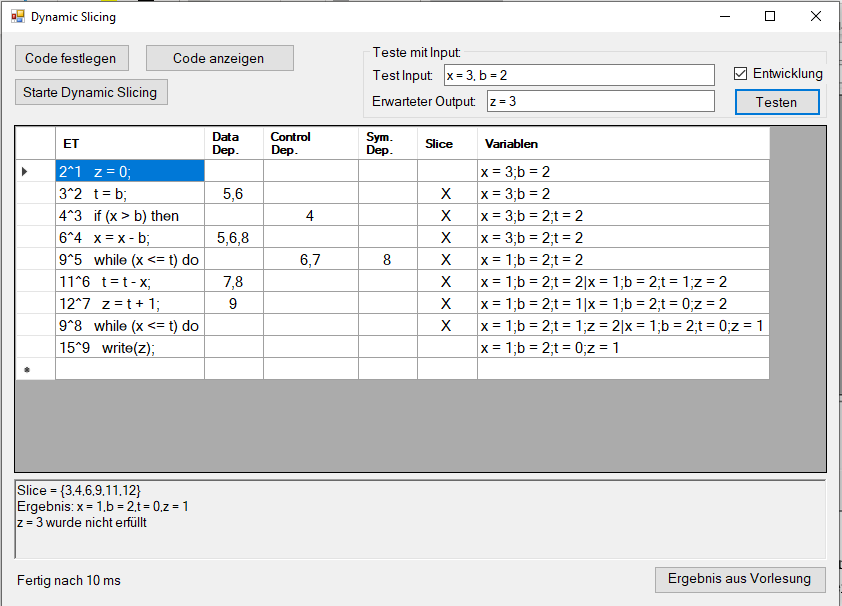 Dynamic Slicing
Code festlegen Code anzeigen
Starte Dynamic Slicing
Teste mit Input:
Test Input: x = 3, b = 2
Erwarteter Output: z = 3
Entwicklung
Testen
ET Data Dep. Control Dep. Sym. Dep. Slice Variablen
2^1 z = 0; x = 3;b = 2
3^2 t = b; 5,6 X x = 3;b = 2
4^3 if (x > b) then 4 X x = 3;b = 2;t = 2
6^4 x = x - b; 5,6,8 X x = 3;b = 2;t = 2
9^5 while (x <= t) do 6,7 8 X x = 1;b = 2;t = 2
11^6 t = t - x; 7,8 X x = 1;b = 2;t = 2|x = 1;b = 2;t = 1;z = 2
12^7 z = t + 1; 9 X x = 1;b = 2;t = 1|x = 1;b = 2;t = 0;z = 2
9^8 while (x <= t) do X x = 1;b = 2;t = 1;z = 2|x = 1;b = 2;t = 0;z = 1
15^9 write(z); x = 1;b = 2;t = 0;z = 1
Slice = {3,4,6,9,11,12}
Ergebnis: x = 1,b = 2,t = 0,z = 1
z = 3 wurde nicht erfüllt
Fertig nach 10 ms
Ergebnis aus Vorlesung